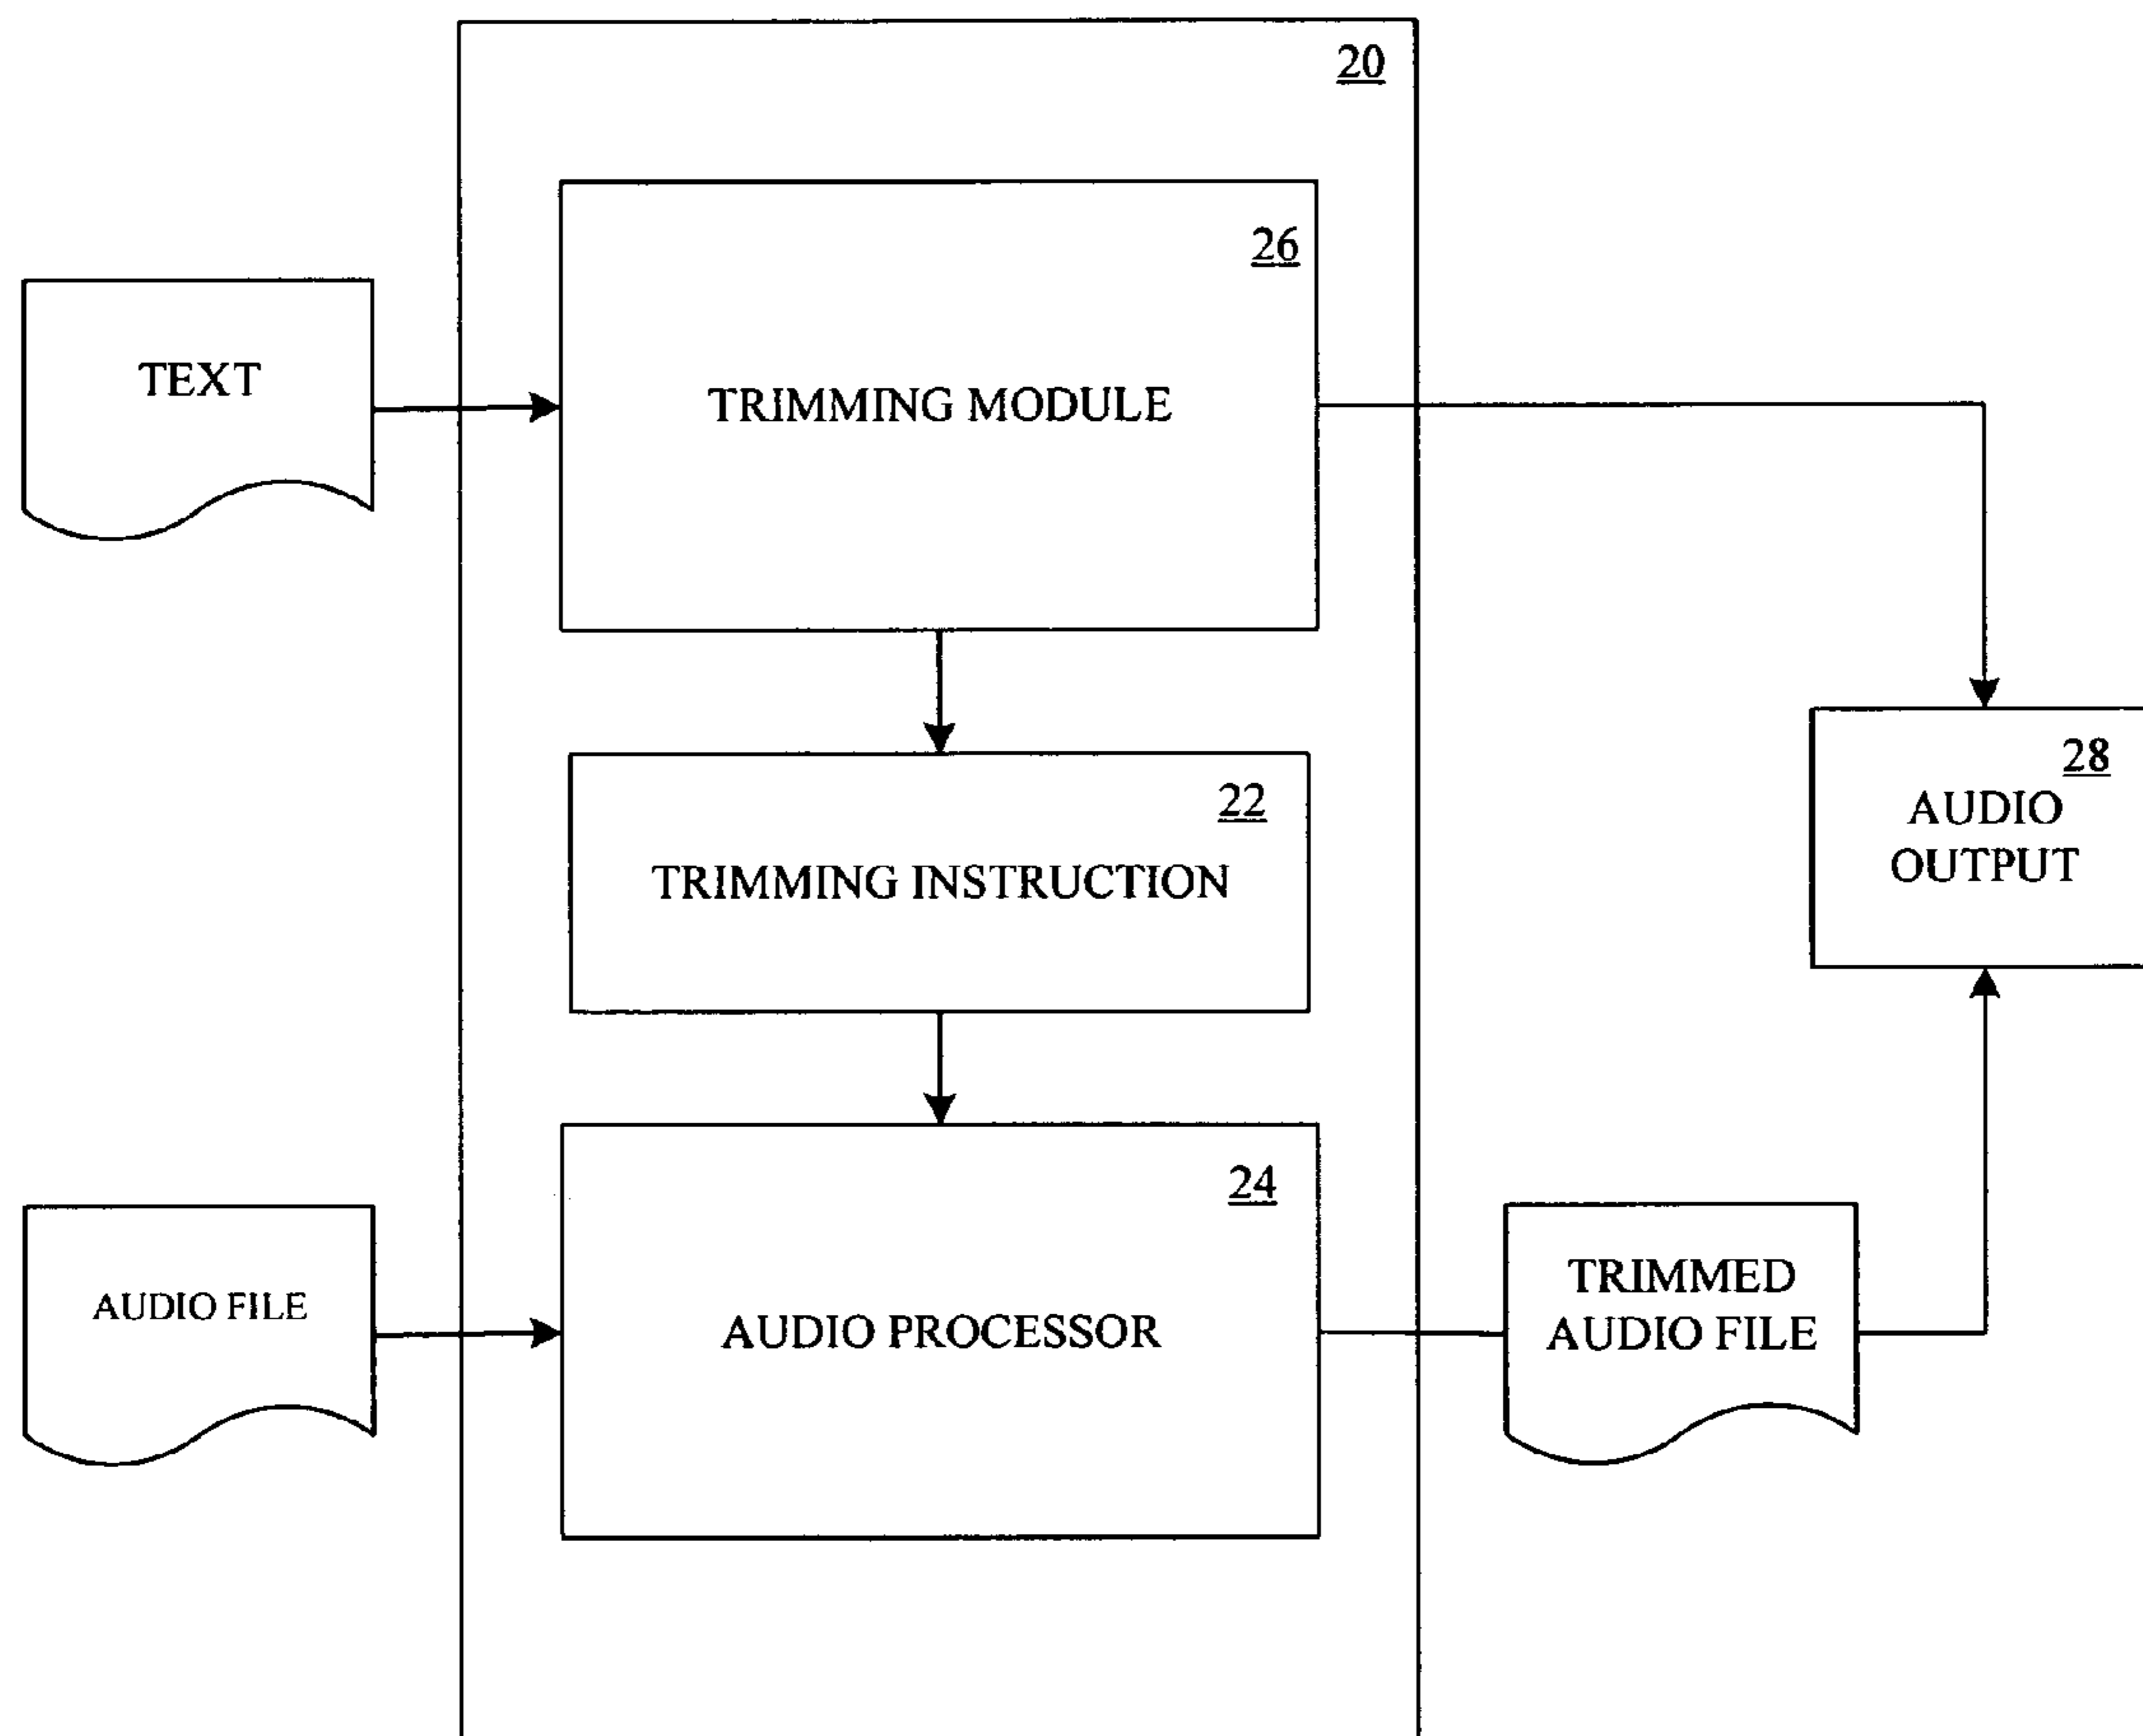 20
26
TEXT
TRIMMING MODULE
28
AUDIO
OUTPUT
22
TRIMMING INSTRUCTION
24
AUDIO FILE
AUDIO PROCESSOR
TRIMMED
AUDIO FILE